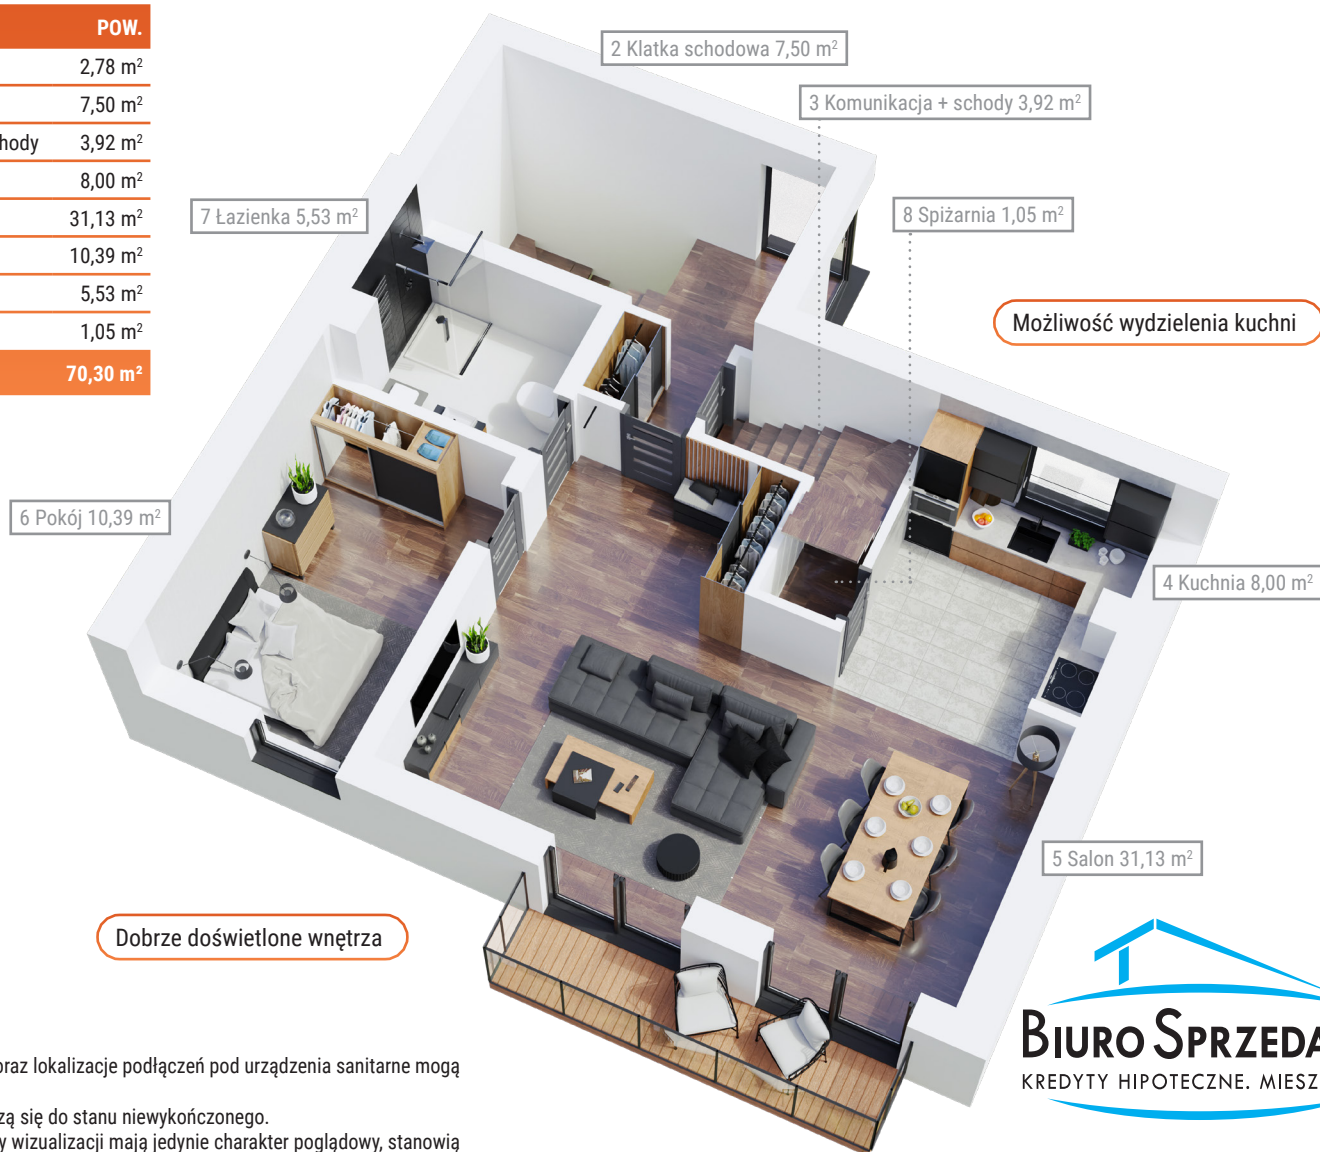 POW.
2,78 m²
7,50 m²
hody 3,92 m²
8,00 m²
31,13 m²
10,39 m²
5,53 m²
1,05 m²
70,30 m²
2 Klatka schodowa 7,50 m²
3 Komunikacja + schody 3,92 m²
7 Łazienka 5,53 m²
8 Spiżarnia 1,05 m²
Możliwość wydzielenia kuchni
6 Pokój 10,39 m²
4 Kuchnia 8,00 m²
5 Salon 31,13 m²
Dobrze doświetlone wnętrza
oraz lokalizacje podłączeń pod urządzenia sanitarne mogą
zą się do stanu niewykończonego.
y wizualizacji mają jedynie charakter poglądowy, stanowią
BIURO SPRZEDA
KREDYTY HIPOTECZNE. MIESZ